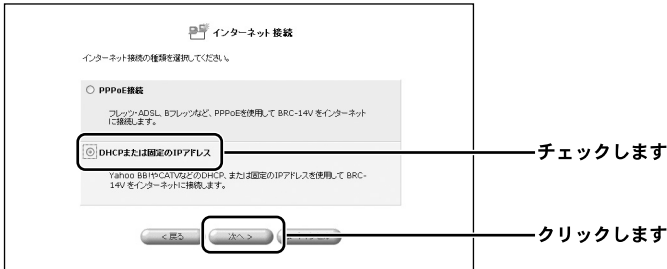 インターネット接続
インターネット接続の種類を選択してください。
PPPoE接続
フレッツ・ADSL、Bフレッツなど、PPPoEを使用して BRC-14V をインターネット
に接続します。
DHCPまたは固定のIPアドレス
チェックします
Yahoo BB!やCATVなどのDHCP、または固定のIPアドレスを使用して BRC-
14V をインターネットに接続します。
< 戻る
次へ >
クリックします